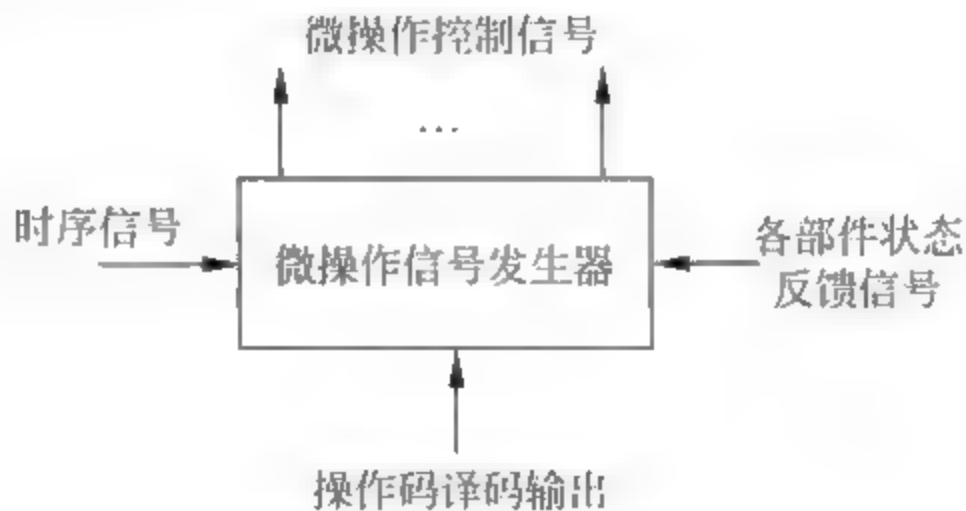 微操作控制信号
…
时序信号
微操作信号发生器
各部件状态
反馈信号
操作码译码输出